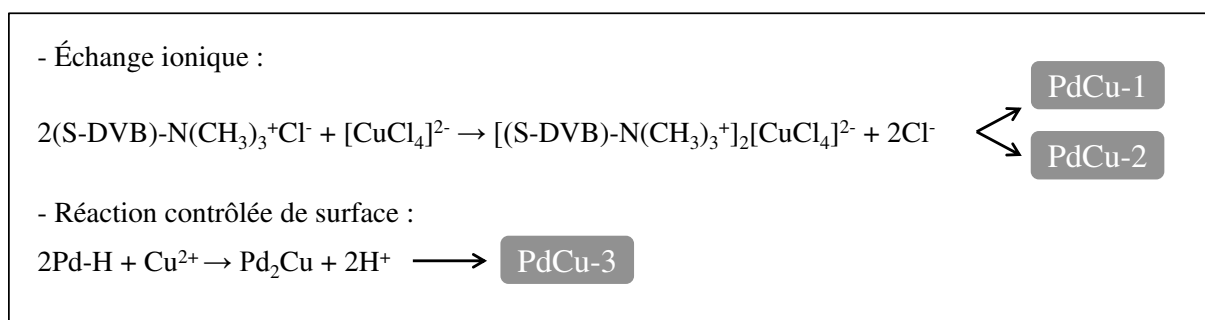 - Échange ionique :
PdCu-1
2(S-DVB)-N(CH₃)₃⁺Cl⁻ + [CuCl₄]²⁻ → [(S-DVB)-N(CH₃)₃⁺]₂[CuCl₄]²⁻ + 2Cl⁻
PdCu-2
- Réaction contrôlée de surface :
2Pd-H + Cu²⁺ → Pd₂Cu + 2H⁺ ⟶ PdCu-3